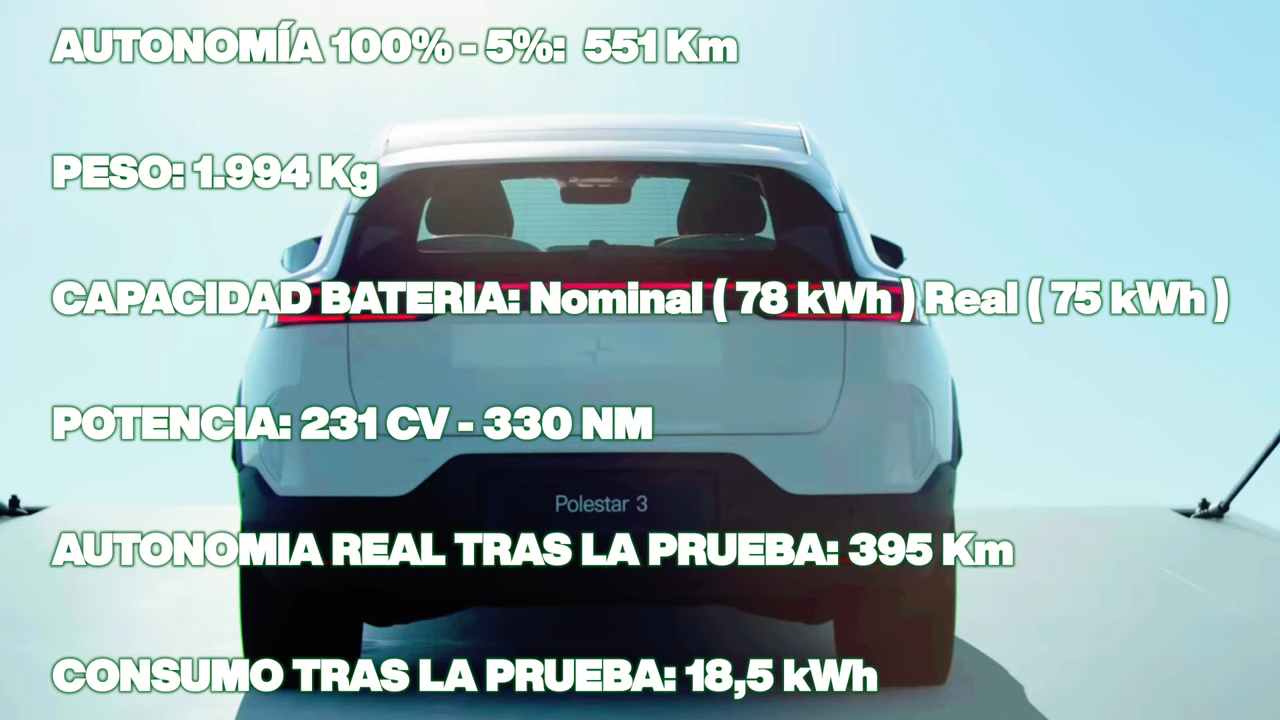 AUTONOMÍA 100% - 5%: 551 Km
PESO: 1.994 Kg
CAPACIDAD BATERIA: Nominal ( 78 kWh ) Real ( 75 kWh )
POTENCIA: 231 CV - 330 NM
Polestar 3
AUTONOMIA REAL TRAS LA PRUEBA: 395 Km
CONSUMO TRAS LA PRUEBA: 18,5 kWh